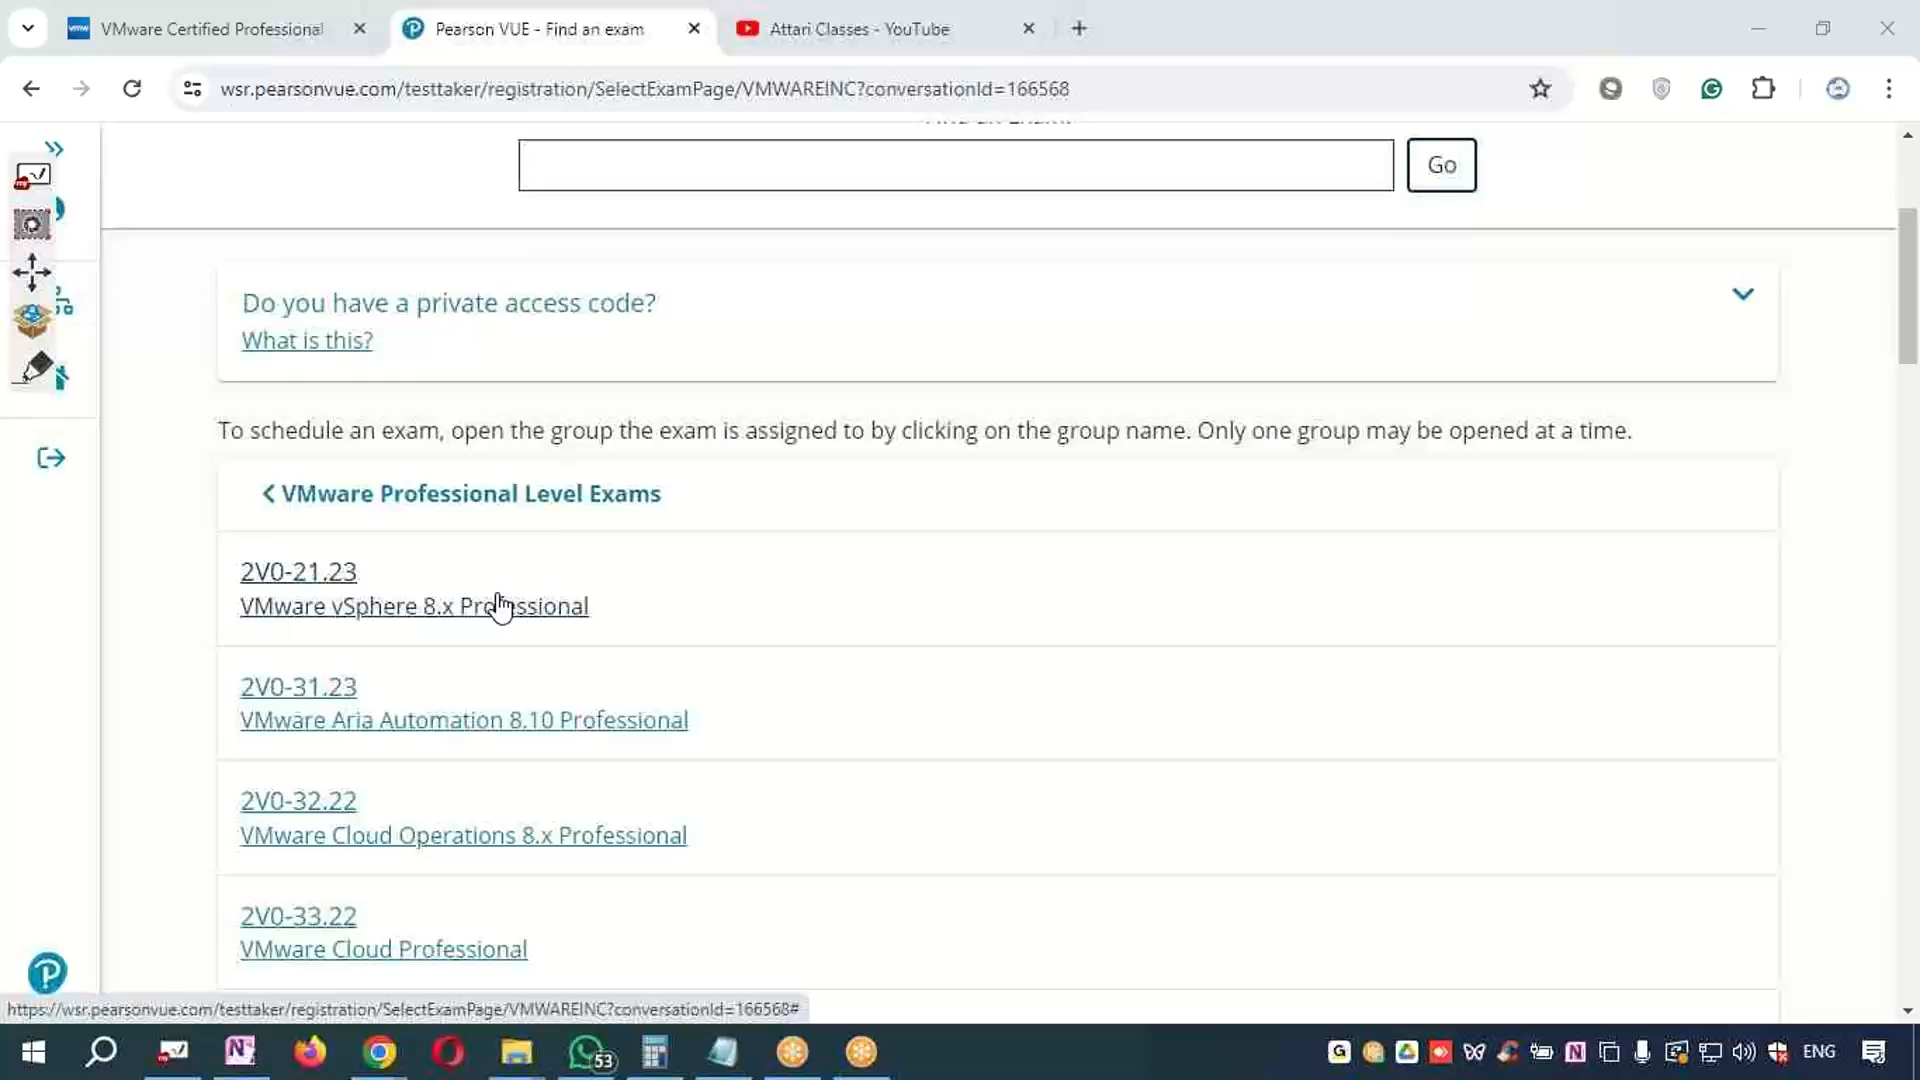 VMware Certified Professional
Pearson VUE - Find an exam
Attari Classes - YouTube
wsr.pearsonvue.com/testtaker/registration/SelectExamPage/VMWAREINC?conversationId=166568
Go
Do you have a private access code?
What is this?
To schedule an exam, open the group the exam is assigned to by clicking on the group name. Only one group may be opened at a time.
VMware Professional Level Exams
2V0-21.23
VMware vSphere 8.x Professional
2V0-31.23
VMware Aria Automation 8.10 Professional
2V0-32.22
VMware Cloud Operations 8.x Professional
2V0-33.22
VMware Cloud Professional
https://wsr.pearsonvue.com/testtaker/registration/SelectExamPage/VMWAREINC?conversationId=166568#
53
ENG